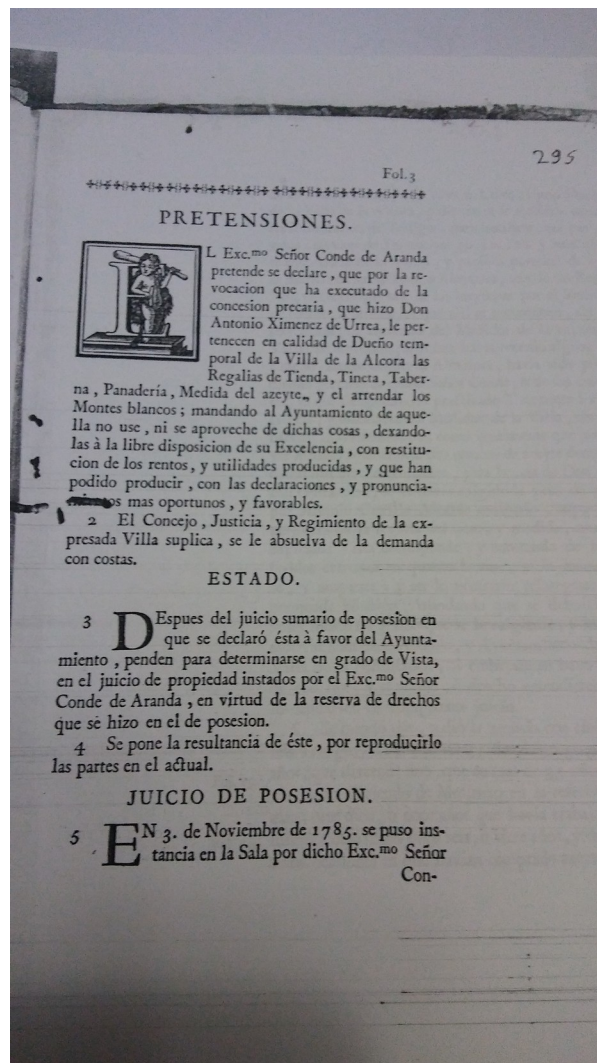 295
Fol.3
PRETENSIONES.
EL Exc.mo Señor Conde de Aranda
pretende se declare, que por la re-
vocacion que ha executado de la
concesion precaria, que hizo Don
Antonio Ximenez de Urrea, le per-
tenecen en calidad de Dueño tem-
poral de la Villa de la Alcora las
Regalias de Tienda, Tineta, Taber-
na, Panadería, Medida del azeyte, y el arrendar los
Montes blancos; mandando al Ayuntamiento de aque-
lla no use, ni se aproveche de dichas cosas, dexando-
las à la libre disposicion de su Excelencia, con restitu-
cion de los rentos, y utilidades producidas, y que han
podido producir, con las declaraciones, y pronuncia-
mientos mas oportunos, y favorables.
2 El Concejo, Justicia, y Regimiento de la ex-
presada Villa suplica, se le absuelva de la demanda
con costas.
ESTADO.
3 DEspues del juicio sumario de posesion en
que se declaró ésta à favor del Ayunta-
miento, penden para determinarse en grado de Vista,
en el juicio de propiedad instados por el Exc.mo Señor
Conde de Aranda, en virtud de la reserva de drechos
que se hizo en el de posesion.
4 Se pone la resultancia de éste, por reproducirlo
las partes en el actual.
JUICIO DE POSESION.
5 EN 3. de Noviembre de 1785. se puso ins-
tancia en la Sala por dicho Exc.mo Señor
Con-